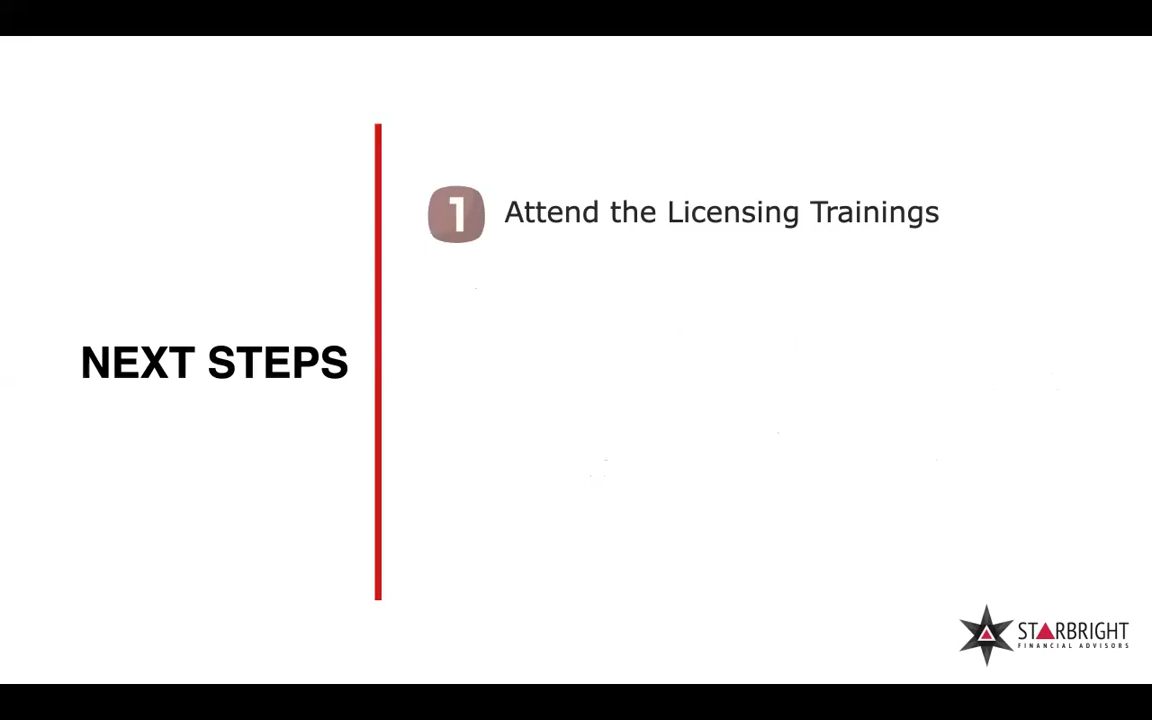 1 Attend the Licensing Trainings
NEXT STEPS
STARBRIGHT
FINANCIAL ADVISORS